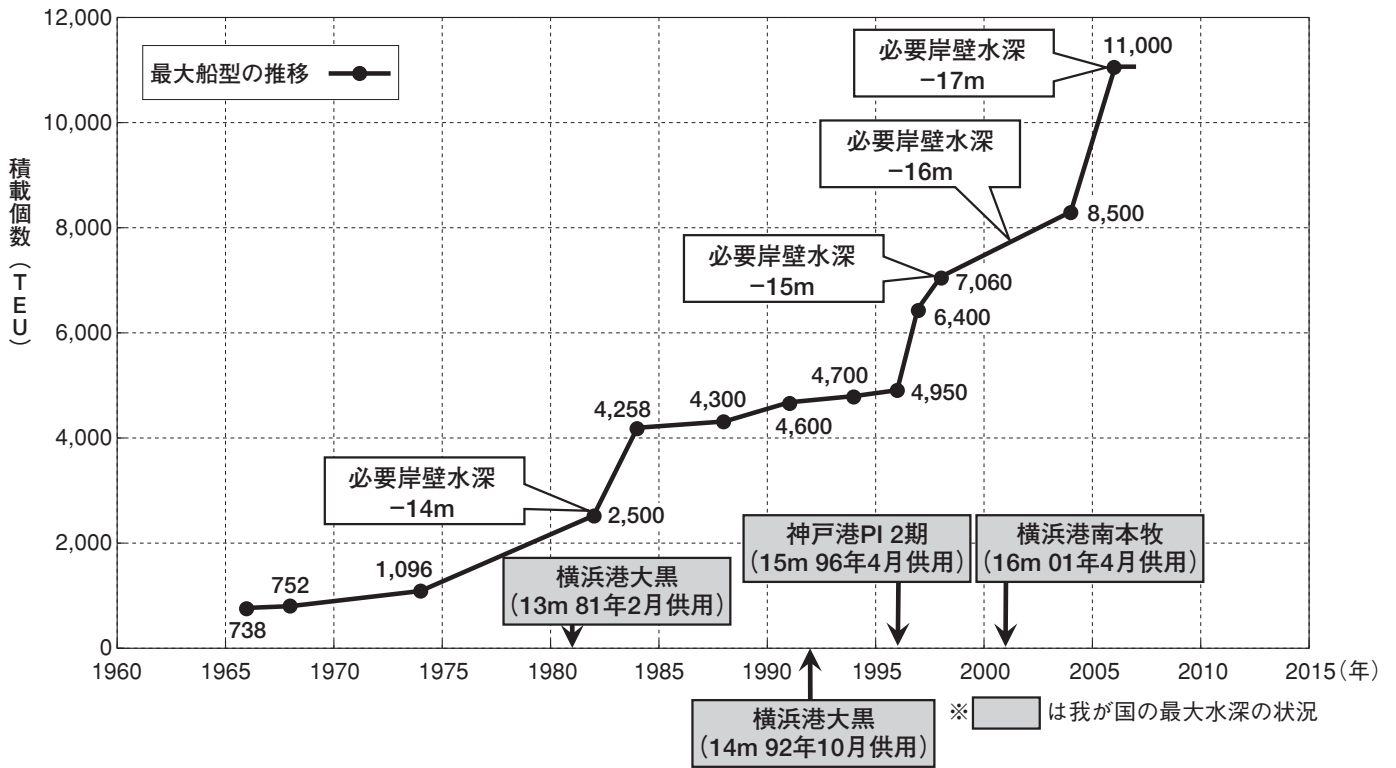 12,000
10,000
8,000
6,000
4,000
2,000
0
積載個数（TEU）
最大船型の推移
必要岸壁水深
−17m
11,000
必要岸壁水深
−16m
8,500
必要岸壁水深
−15m
7,060
6,400
4,700
4,950
4,300
4,600
4,258
必要岸壁水深
−14m
2,500
1,096
752
738
横浜港大黒
（13m 81年2月供用）
神戸港PI 2期
（15m 96年4月供用）
横浜港南本牧
（16m 01年4月供用）
1960 1965 1970 1975 1980 1985 1990 1995 2000 2005 2010 2015（年）
横浜港大黒
（14m 92年10月供用）
※ は我が国の最大水深の状況